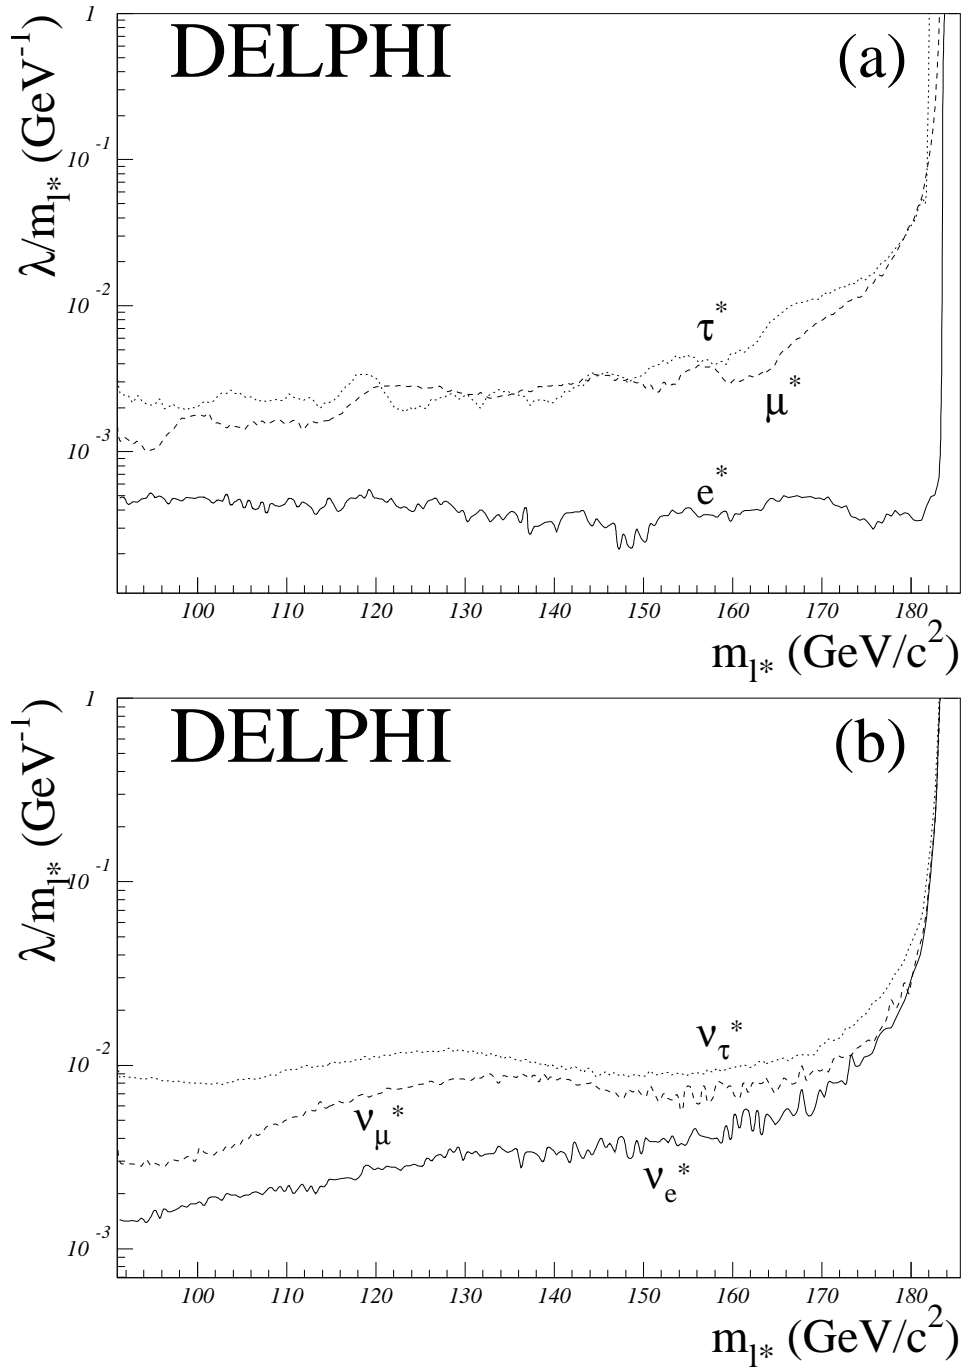 DELPHI (a)
λ/m_l* (GeV^-1)
1
10^-1
10^-2
10^-3
τ*
μ*
e*
100 110 120 130 140 150 160 170 180
m_l* (GeV/c^2)
DELPHI (b)
λ/m_l* (GeV^-1)
1
10^-1
10^-2
10^-3
ν_τ*
ν_μ*
ν_e*
100 110 120 130 140 150 160 170 180
m_l* (GeV/c^2)